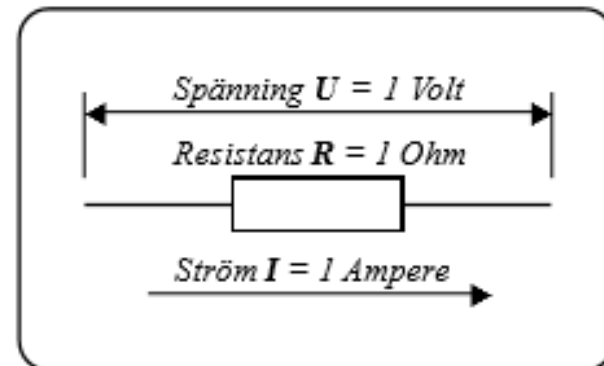 Spänning U = 1 Volt
Resistans R = 1 Ohm
Ström I = 1 Ampere